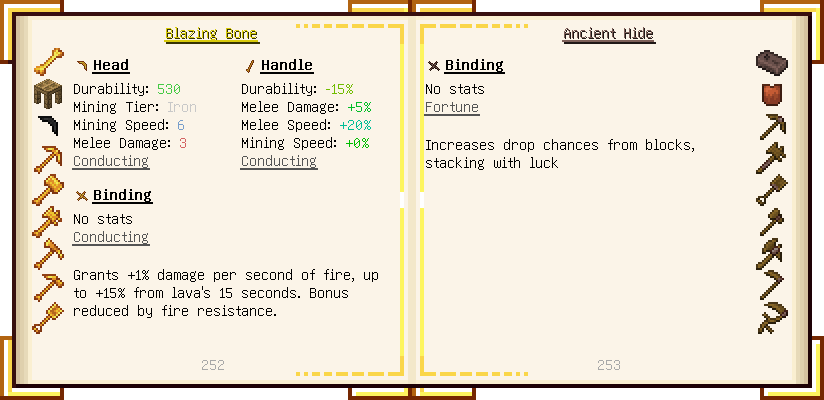 Blazing Bone
Head
Durability: 530
Mining Tier: Iron
Mining Speed: 6
Melee Damage: 3
Conducting
Handle
Durability: -15%
Melee Damage: +5%
Melee Speed: +20%
Mining Speed: +0%
Conducting
Binding
No stats
Conducting
Grants +1% damage per second of fire, up
to +15% from lava's 15 seconds. Bonus
reduced by fire resistance.
252
Ancient Hide
Binding
No stats
Fortune
Increases drop chances from blocks,
stacking with luck
253